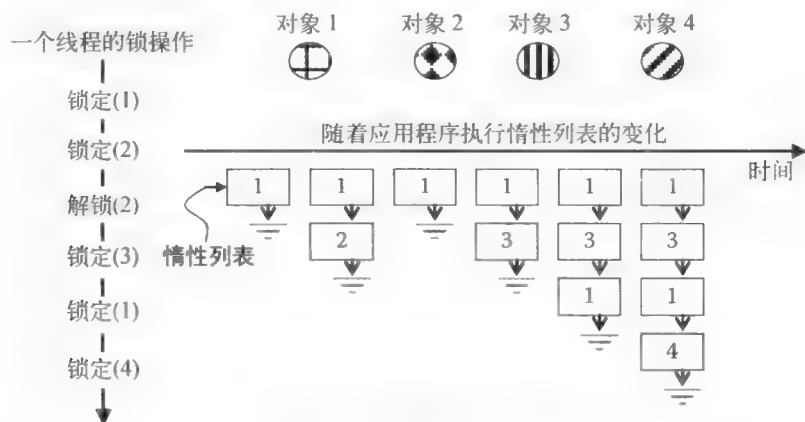 一个线程的锁操作
锁定(1)
锁定(2)
解锁(2)
锁定(3)
锁定(1)
锁定(4)
对象 1 对象 2 对象 3 对象 4
随着应用程序执行惰性列表的变化
时间
惰性列表
1 1 1 1 1 1
2 3 3 3
1 1
4